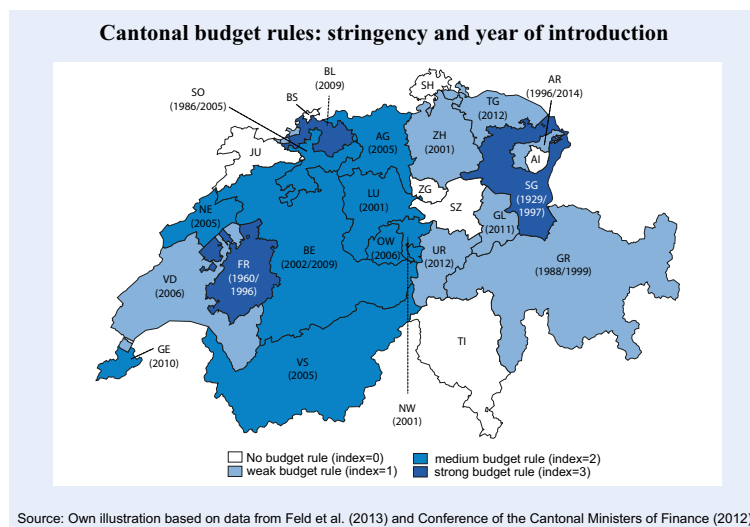 Cantonal budget rules: stringency and year of introduction
BL
(2009)
SO
(1986/2005)
BS
SH
AR
(1996/2014)
TG
(2012)
JU
AG
(2005)
ZH
(2001)
AI
SG
(1929/
1997)
ZG
SZ
LU
(2001)
NE
(2005)
GL
(2011)
OW
(2006)
UR
(2012)
BE
(2002/2009)
GR
(1988/1999)
FR
(1960/
1996)
VD
(2006)
TI
GE
(2010)
VS
(2005)
NW
(2001)
No budget rule (index=0)
weak budget rule (index=1)
medium budget rule (index=2)
strong budget rule (index=3)
Source: Own illustration based on data from Feld et al. (2013) and Conference of the Cantonal Ministers of Finance (2012)